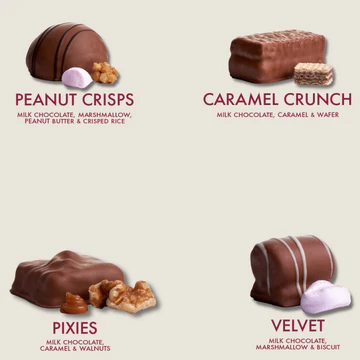 PEANUT CRISPS
MILK CHOCOLATE, MARSHMALLOW,
PEANUT BUTTER & CRISPED RICE
CARAMEL CRUNCH
MILK CHOCOLATE, CARAMEL & WAFER
PIXIES
MILK CHOCOLATE,
CARAMEL & WALNUTS
VELVET
MILK CHOCOLATE,
MARSHMALLOW & BISCUIT